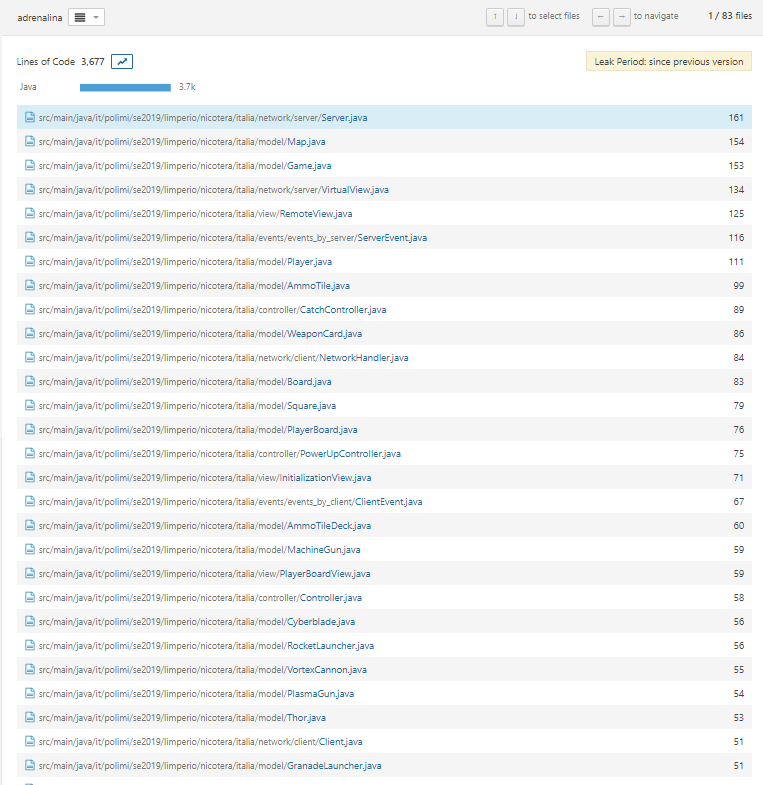 adrenalina ↑ ↓ to select files ← → to navigate 1 / 83 files
Lines of Code 3,677 Leak Period: since previous version
Java 3.7k
src/main/java/it/polimi/se2019/limperio/nicotera/italia/network/server/Server.java 161
src/main/java/it/polimi/se2019/limperio/nicotera/italia/model/Map.java 154
src/main/java/it/polimi/se2019/limperio/nicotera/italia/model/Game.java 153
src/main/java/it/polimi/se2019/limperio/nicotera/italia/network/server/VirtualView.java 134
src/main/java/it/polimi/se2019/limperio/nicotera/italia/view/RemoteView.java 125
src/main/java/it/polimi/se2019/limperio/nicotera/italia/events/events_by_server/ServerEvent.java 116
src/main/java/it/polimi/se2019/limperio/nicotera/italia/model/Player.java 111
src/main/java/it/polimi/se2019/limperio/nicotera/italia/model/AmmoTile.java 99
src/main/java/it/polimi/se2019/limperio/nicotera/italia/controller/CatchController.java 89
src/main/java/it/polimi/se2019/limperio/nicotera/italia/model/WeaponCard.java 86
src/main/java/it/polimi/se2019/limperio/nicotera/italia/network/client/NetworkHandler.java 84
src/main/java/it/polimi/se2019/limperio/nicotera/italia/model/Board.java 83
src/main/java/it/polimi/se2019/limperio/nicotera/italia/model/Square.java 79
src/main/java/it/polimi/se2019/limperio/nicotera/italia/model/PlayerBoard.java 76
src/main/java/it/polimi/se2019/limperio/nicotera/italia/controller/PowerUpController.java 75
src/main/java/it/polimi/se2019/limperio/nicotera/italia/view/InitializationView.java 71
src/main/java/it/polimi/se2019/limperio/nicotera/italia/events/events_by_client/ClientEvent.java 67
src/main/java/it/polimi/se2019/limperio/nicotera/italia/model/AmmoTileDeck.java 60
src/main/java/it/polimi/se2019/limperio/nicotera/italia/model/MachineGun.java 59
src/main/java/it/polimi/se2019/limperio/nicotera/italia/view/PlayerBoardView.java 59
src/main/java/it/polimi/se2019/limperio/nicotera/italia/controller/Controller.java 58
src/main/java/it/polimi/se2019/limperio/nicotera/italia/model/Cyberblade.java 56
src/main/java/it/polimi/se2019/limperio/nicotera/italia/model/RocketLauncher.java 56
src/main/java/it/polimi/se2019/limperio/nicotera/italia/model/VortexCannon.java 55
src/main/java/it/polimi/se2019/limperio/nicotera/italia/model/PlasmaGun.java 54
src/main/java/it/polimi/se2019/limperio/nicotera/italia/model/Thor.java 53
src/main/java/it/polimi/se2019/limperio/nicotera/italia/network/client/Client.java 51
src/main/java/it/polimi/se2019/limperio/nicotera/italia/model/GranadeLauncher.java 51